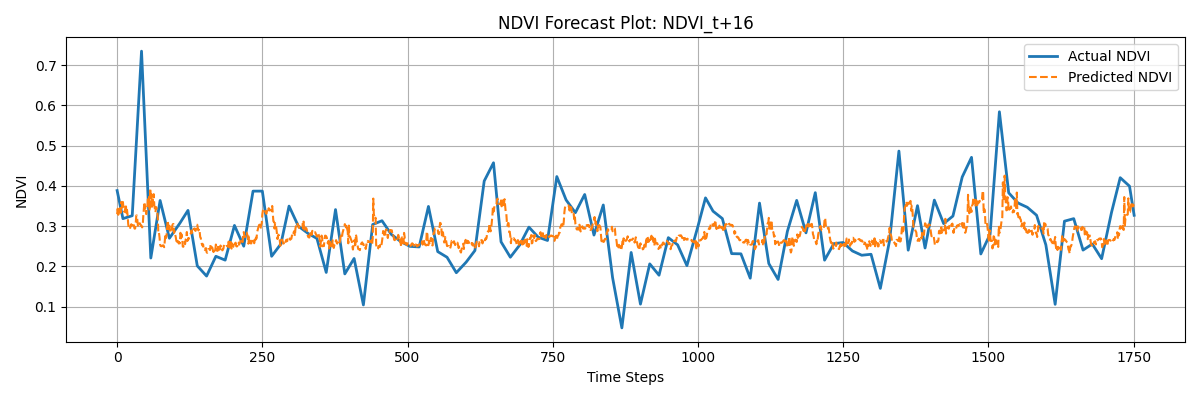 NDVI Forecast Plot: NDVI_t+16
Actual NDVI
Predicted NDVI
NDVI
0.7
0.6
0.5
0.4
0.3
0.2
0.1
0 250 500 750 1000 1250 1500 1750
Time Steps